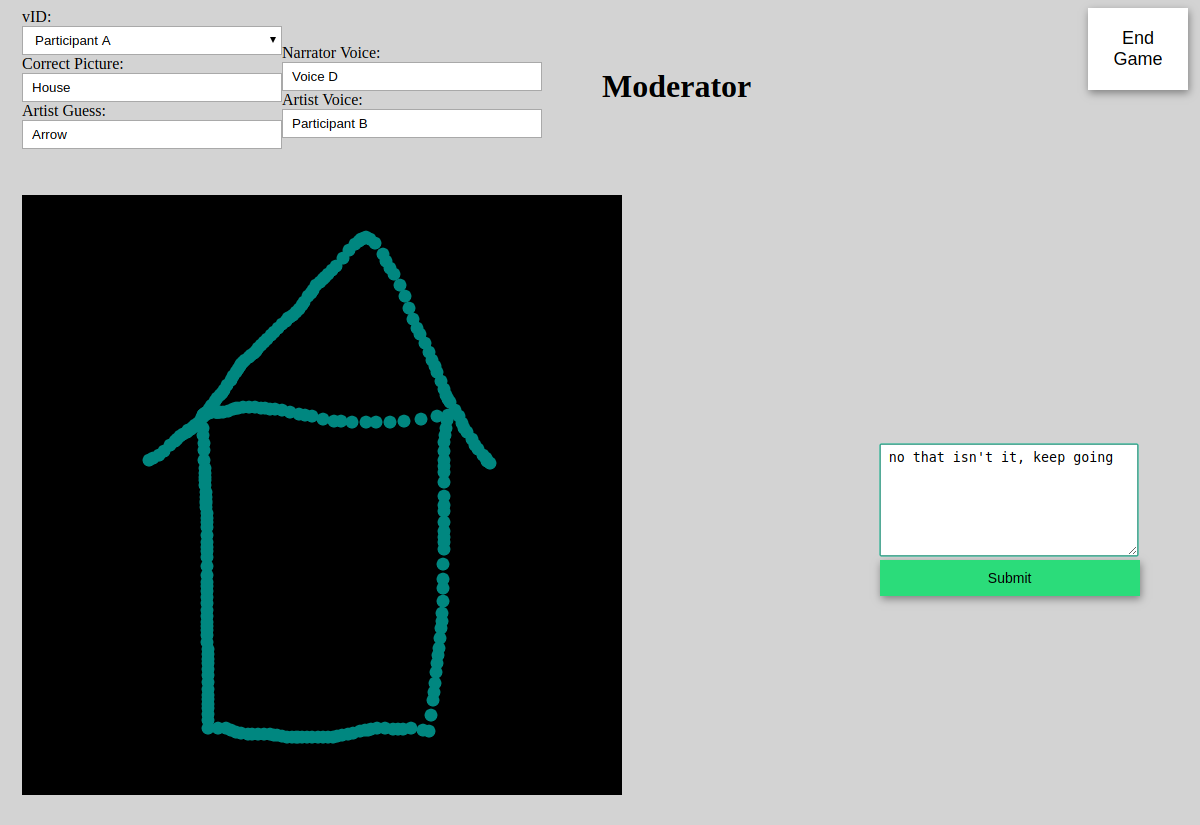 vID:
Participant A
Correct Picture:
House
Artist Guess:
Arrow
Narrator Voice:
Voice D
Artist Voice:
Participant B
Moderator
End
Game
no that isn't it, keep going
Submit